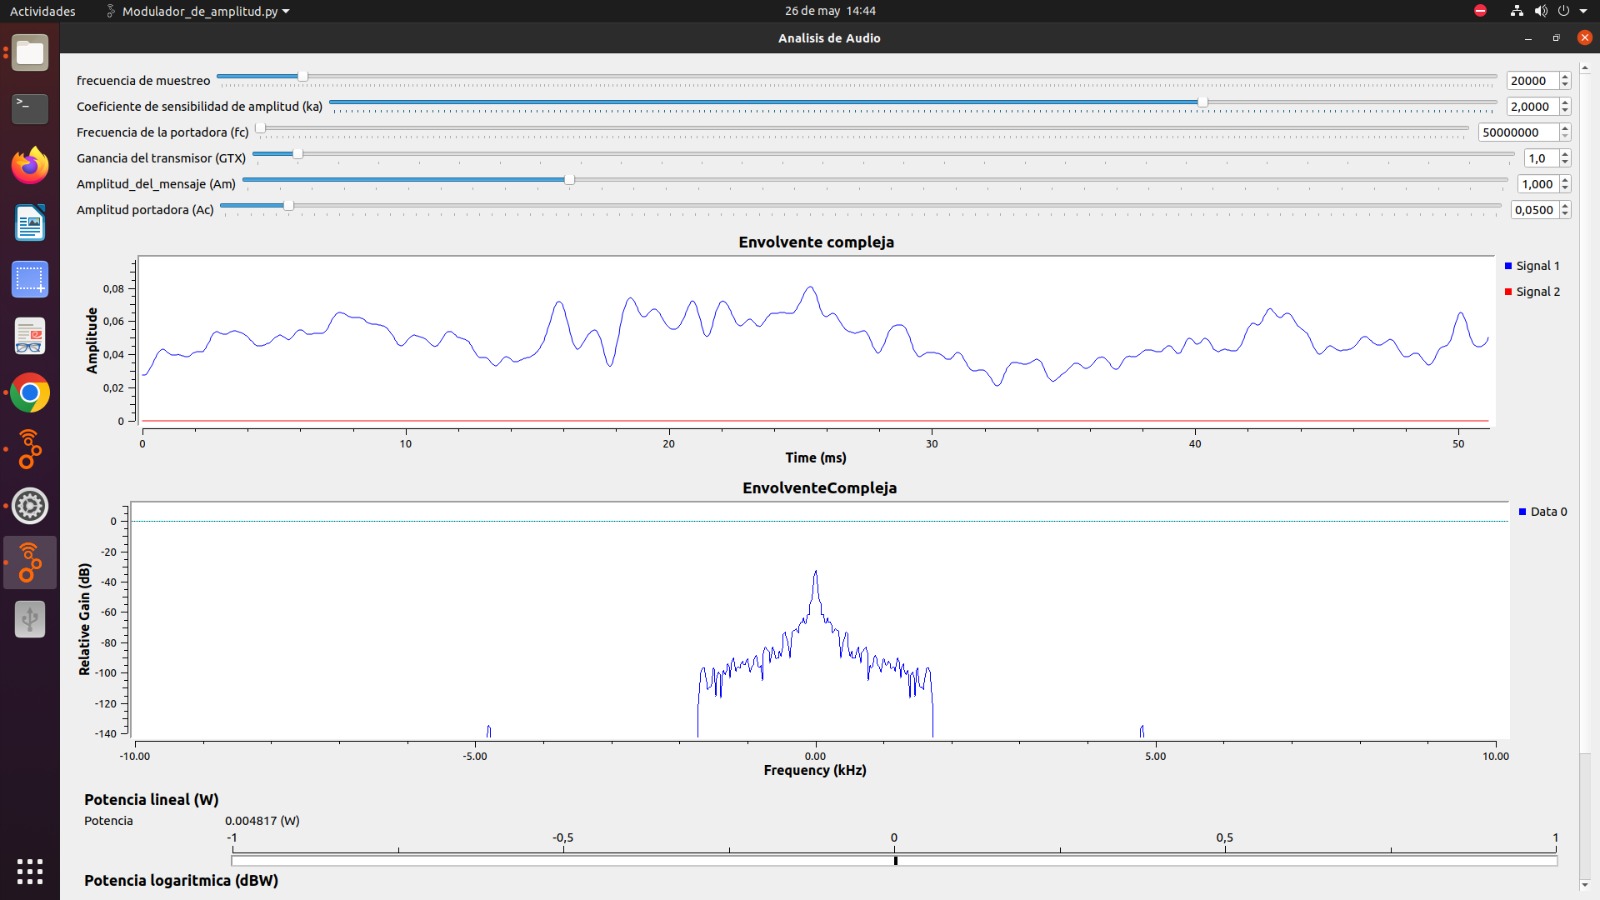 Actividades Modulador_de_amplitud.py 26 de may 14:44
Analisis de Audio
frecuencia de muestreo 20000
Coeficiente de sensibilidad de amplitud (ka) 2,0000
Frecuencia de la portadora (fc) 50000000
Ganancia del transmisor (GTX) 1,0
Amplitud_del_mensaje (Am) 1,000
Amplitud portadora (Ac) 0,0500
Envolvente compleja
Signal 1
Signal 2
Amplitude
0,08
0,06
0,04
0,02
0
0 10 20 30 40 50
Time (ms)
EnvolventeCompleja
Data 0
Relative Gain (dB)
0
-20
-40
-60
-80
-100
-120
-140
-10.00 -5.00 0.00 5.00 10.00
Frequency (kHz)
Potencia lineal (W)
Potencia 0.004817 (W)
-1 -0,5 0 0,5 1
Potencia logaritmica (dBW)